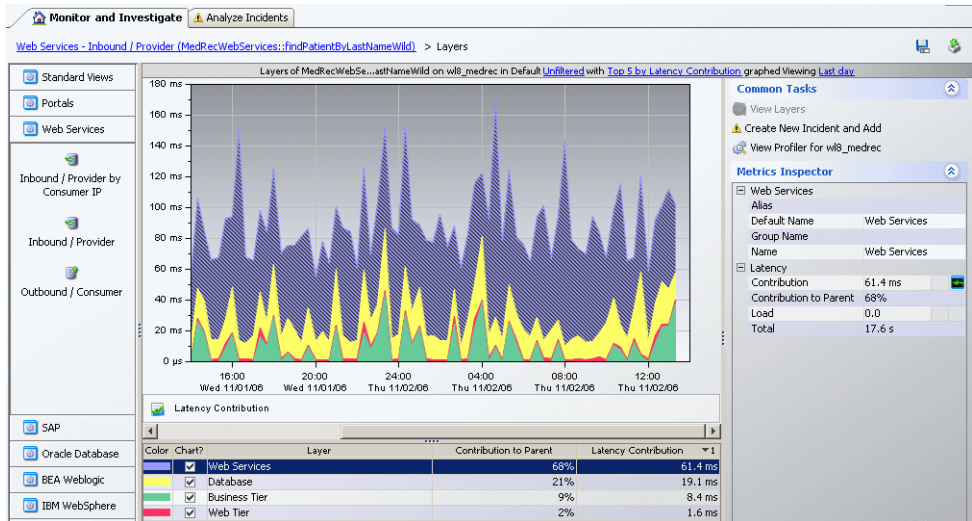 Monitor and Investigate
Analyze Incidents
Web Services - Inbound / Provider (MedRecWebServices::findPatientByLastNameWild) > Layers
Standard Views
Portals
Web Services
Inbound / Provider by
Consumer IP
Inbound / Provider
Outbound / Consumer
SAP
Oracle Database
BEA Weblogic
IBM WebSphere
Layers of MedRecWebSe...astNameWild on wl8_medrec in Default Unfiltered with Top 5 by Latency Contribution graphed Viewing Last day
180 ms
160 ms
140 ms
120 ms
100 ms
80 ms
60 ms
40 ms
20 ms
0 µs
16:00 20:00 24:00 04:00 08:00 12:00
Wed 11/01/06 Wed 11/01/06 Thu 11/02/06 Thu 11/02/06 Thu 11/02/06 Thu 11/02/06
Latency Contribution
Color Chart? Layer Contribution to Parent Latency Contribution 1
Web Services 68% 61.4 ms
Database 21% 19.1 ms
Business Tier 9% 8.4 ms
Web Tier 2% 1.6 ms
Common Tasks
View Layers
Create New Incident and Add
View Profiler for wl8_medrec
Metrics Inspector
Web Services
Alias
Default Name Web Services
Group Name
Name Web Services
Latency
Contribution 61.4 ms
Contribution to Parent 68%
Load 0.0
Total 17.6 s